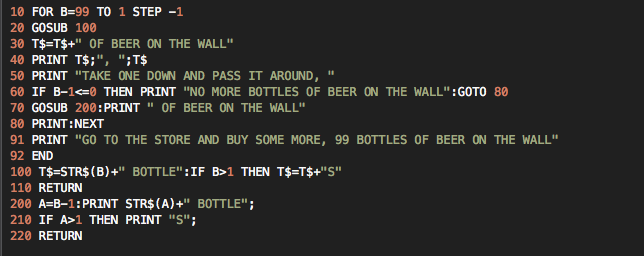 10 FOR B=99 TO 1 STEP -1
20 GOSUB 100
30 T$=T$+" OF BEER ON THE WALL"
40 PRINT T$;", ";T$
50 PRINT "TAKE ONE DOWN AND PASS IT AROUND, "
60 IF B-1<=0 THEN PRINT "NO MORE BOTTLES OF BEER ON THE WALL":GOTO 80
70 GOSUB 200:PRINT " OF BEER ON THE WALL"
80 PRINT:NEXT
91 PRINT "GO TO THE STORE AND BUY SOME MORE, 99 BOTTLES OF BEER ON THE WALL"
92 END
100 T$=STR$(B)+" BOTTLE":IF B>1 THEN T$=T$+"S"
110 RETURN
200 A=B-1:PRINT STR$(A)+" BOTTLE";
210 IF A>1 THEN PRINT "S";
220 RETURN